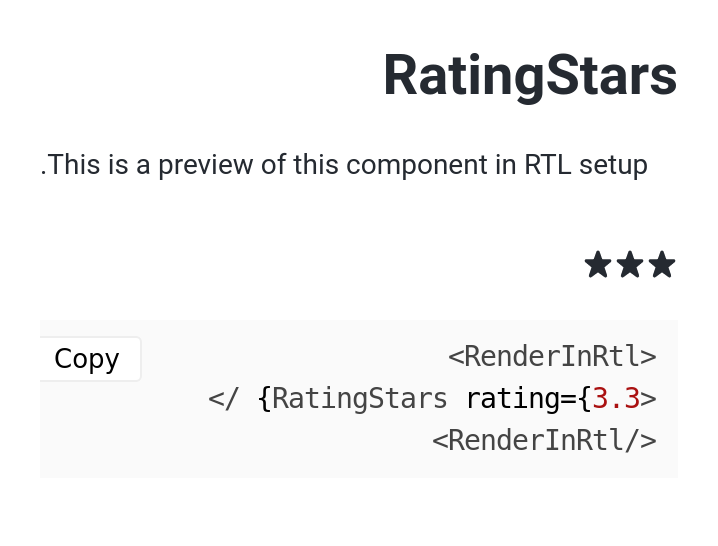 RatingStars
.This is a preview of this component in RTL setup
Copy
<RenderInRtl>
</ {RatingStars rating={3.3>
<RenderInRtl/>